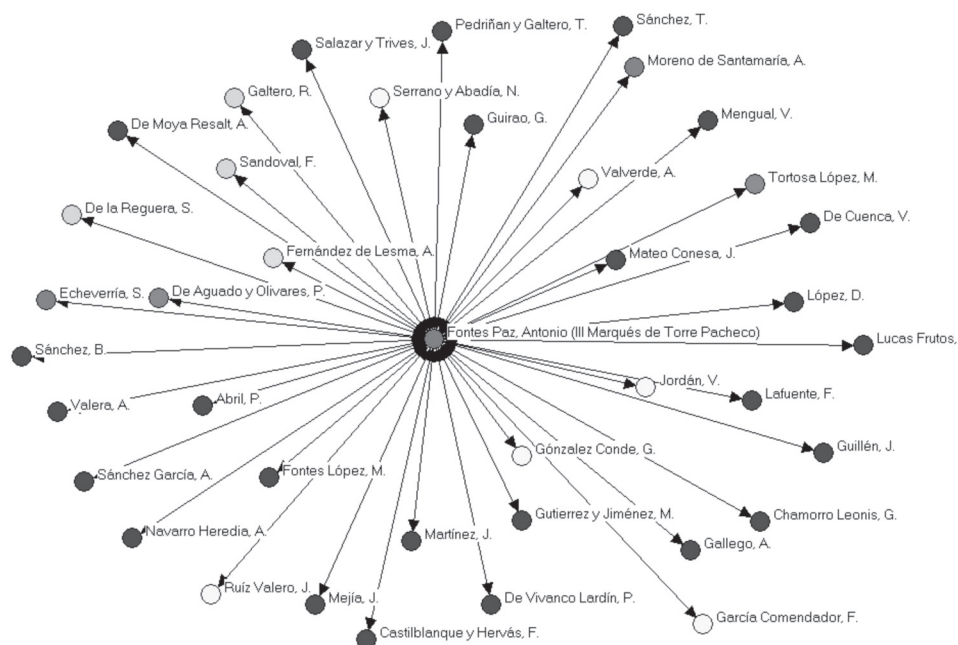 Sánchez, T.
Pedriñan y Galtero, T.
Salazar y Trives, J.
Moreno de Santamaría, A.
Galtero, R.
Serrano y Abadía, N.
Guirao, G.
Mengual, V.
De Moya Resalt, A.
Sandoval, F.
Valverde, A.
Tortosa López, M.
De la Reguera, S.
De Cuenca, V.
Fernández de Lesma, A.
Mateo Conesa, J.
Echeverría, S.
De Aguado y Olivares, P.
López, D.
Fontes Paz, Antonio (III Marqués de Torre Pacheco)
Lucas Frutos,
Sánchez, B.
Jordán, V.
Lafuente, F.
Valera, A.
Abril, P.
Gónzalez Conde, G.
Guillén, J.
Sánchez García, A.
Fontes López, M.
Gutierrez y Jiménez, M.
Chamorro Leonis, G.
Navarro Heredia, A.
Martínez, J.
Gallego, A.
Ruíz Valero, J.
Mejía, J.
De Vivanco Lardín, P.
García Comendador, F.
Castilblanque y Hervás, F.